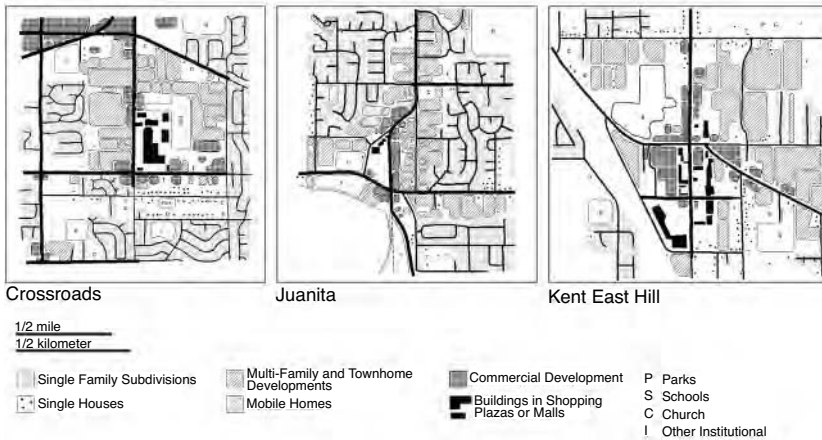 Crossroads
Juanita
Kent East Hill
1/2 mile
1/2 kilometer
Single Family Subdivisions
Single Houses
Multi-Family and Townhome
Developments
Mobile Homes
Commercial Development
Buildings in Shopping
Plazas or Malls
P Parks
S Schools
C Church
I Other Institutional